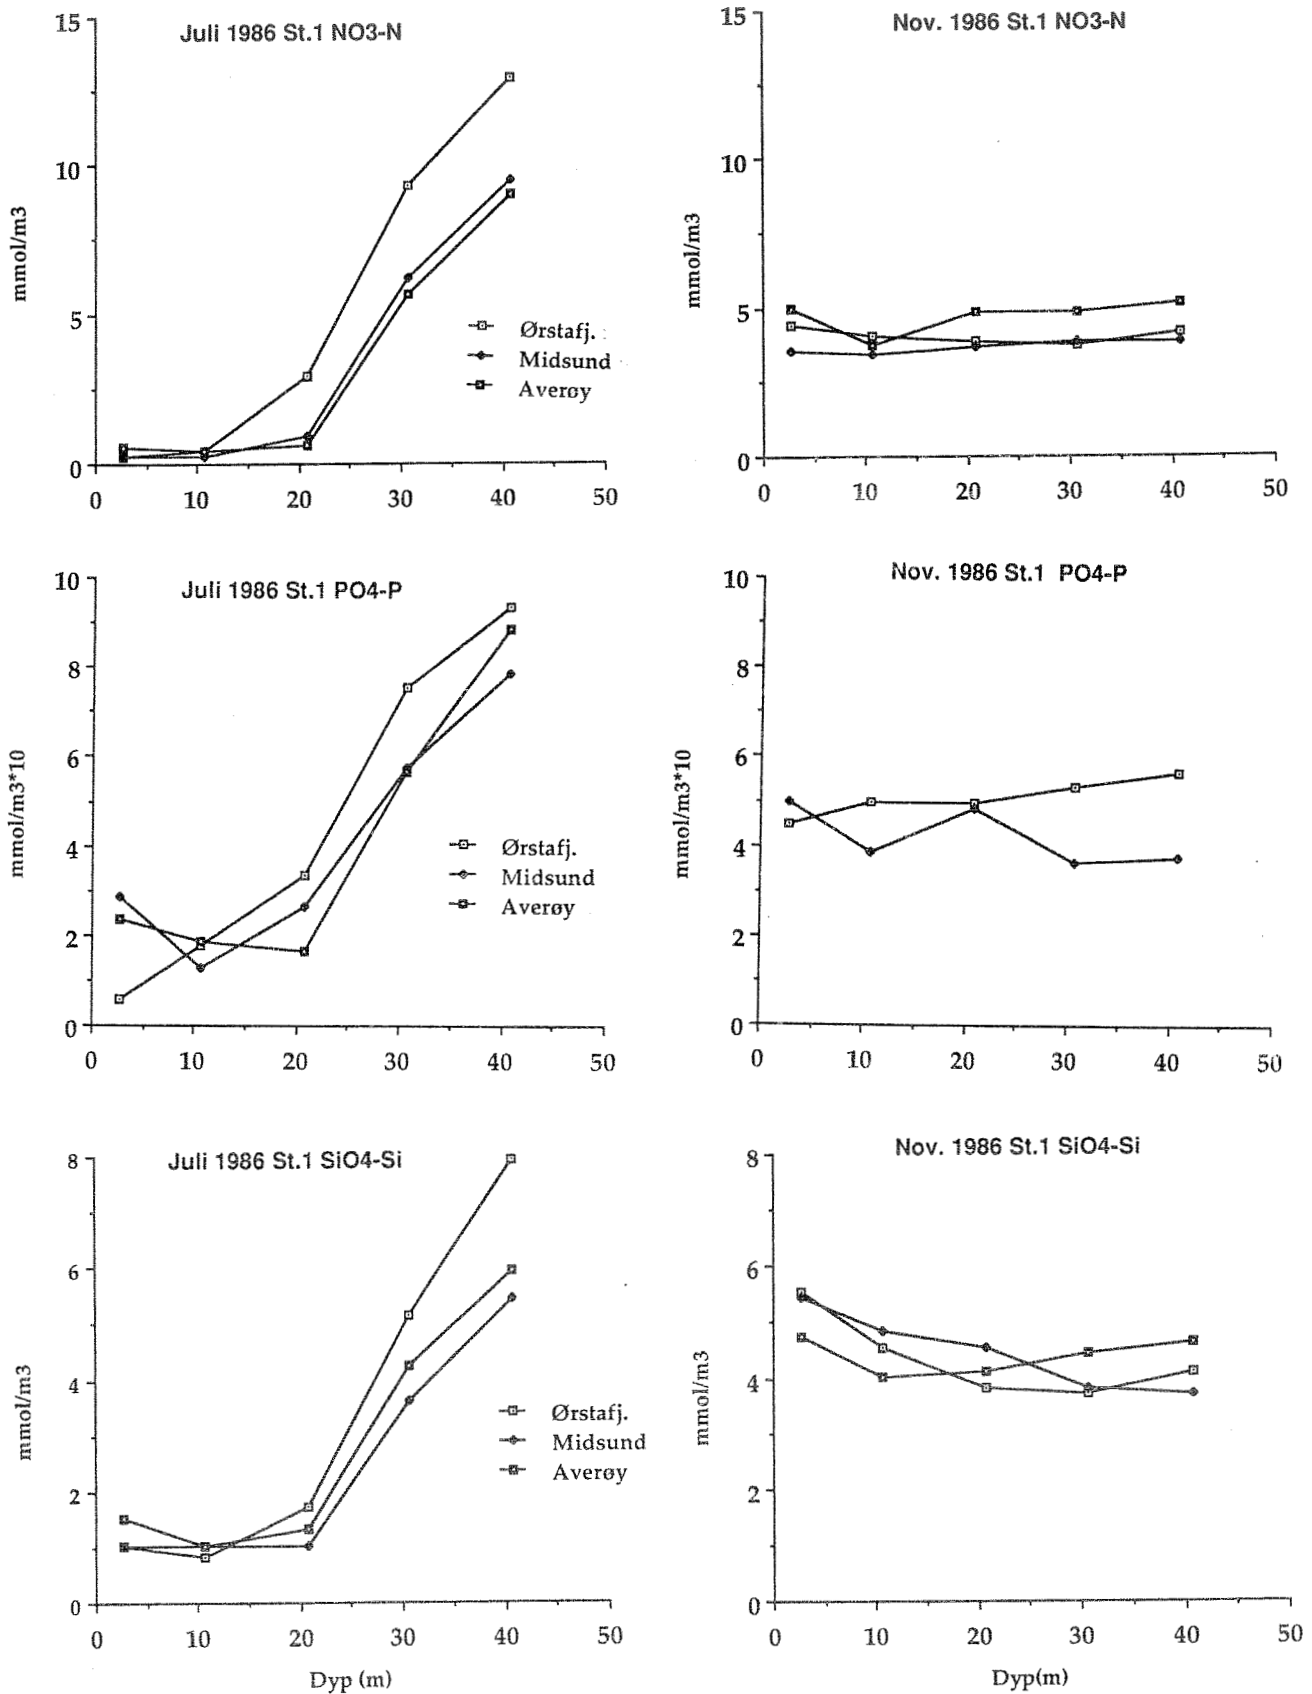 Juli 1986 St.1 NO3-N
15
10
5
0
mmol/m3
0 10 20 30 40 50
Ørstafj.
Midsund
Averøy
Nov. 1986 St.1 NO3-N
15
10
5
0
mmol/m3
0 10 20 30 40 50
Juli 1986 St.1 PO4-P
10
8
6
4
2
0
mmol/m3*10
0 10 20 30 40 50
Ørstafj.
Midsund
Averøy
Nov. 1986 St.1 PO4-P
10
8
6
4
2
0
mmol/m3*10
0 10 20 30 40 50
Juli 1986 St.1 SiO4-Si
8
6
4
2
0
mmol/m3
0 10 20 30 40 50
Dyp (m)
Ørstafj.
Midsund
Averøy
Nov. 1986 St.1 SiO4-Si
8
6
4
2
0
mmol/m3
0 10 20 30 40 50
Dyp(m)